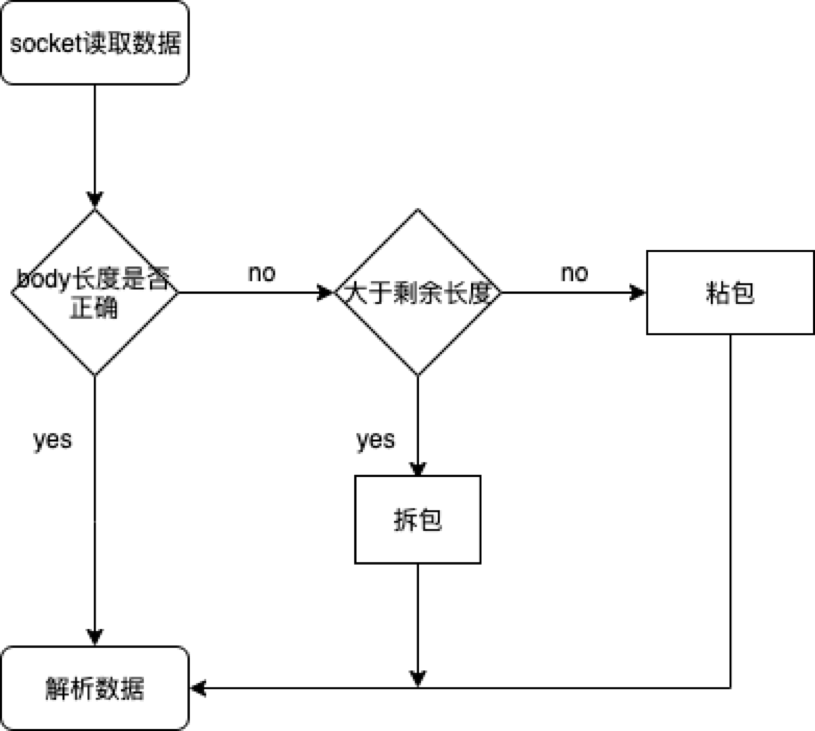 socket读取数据
body长度是否
正确
no
大于剩余长度
no
粘包
yes
yes
拆包
解析数据